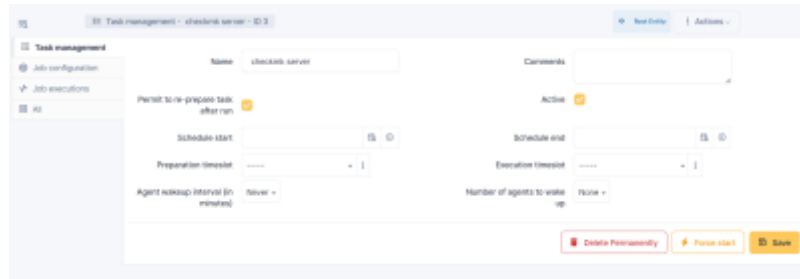 Task management - checkmk server - ID 3
Root Entity
Actions
Task management
Job configuration
Job executions
All
Name
checkmk server
Comments
Permit to re-prepare task
after run
Active
Schedule start
Schedule end
Preparation timeslot
-----
Execution timeslot
-----
Agent wakeup interval (in
minutes)
Never
Number of agents to wake
up
None
Delete Permanently
Force start
Save